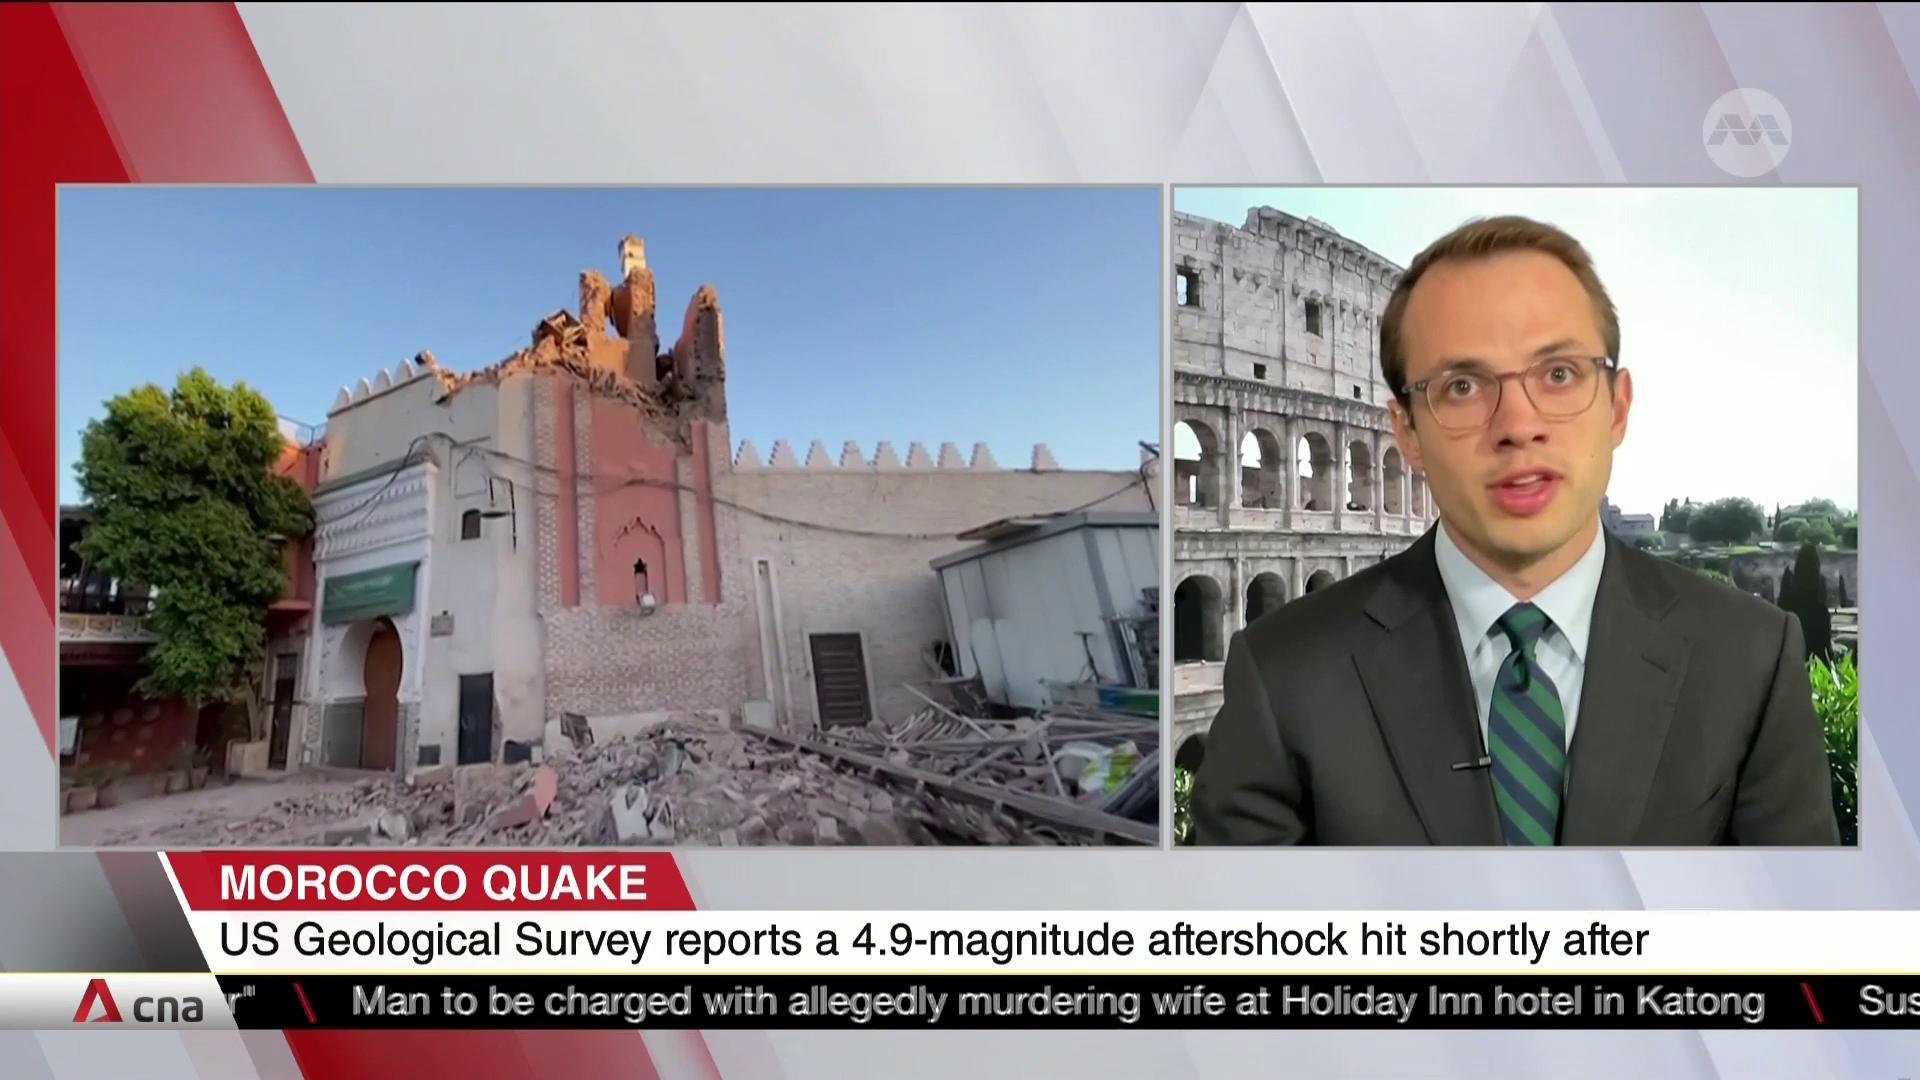 MOROCCO QUAKE
US Geological Survey reports a 4.9-magnitude aftershock hit shortly after
cna r" \ Man to be charged with allegedly murdering wife at Holiday Inn hotel in Katong \ Sus